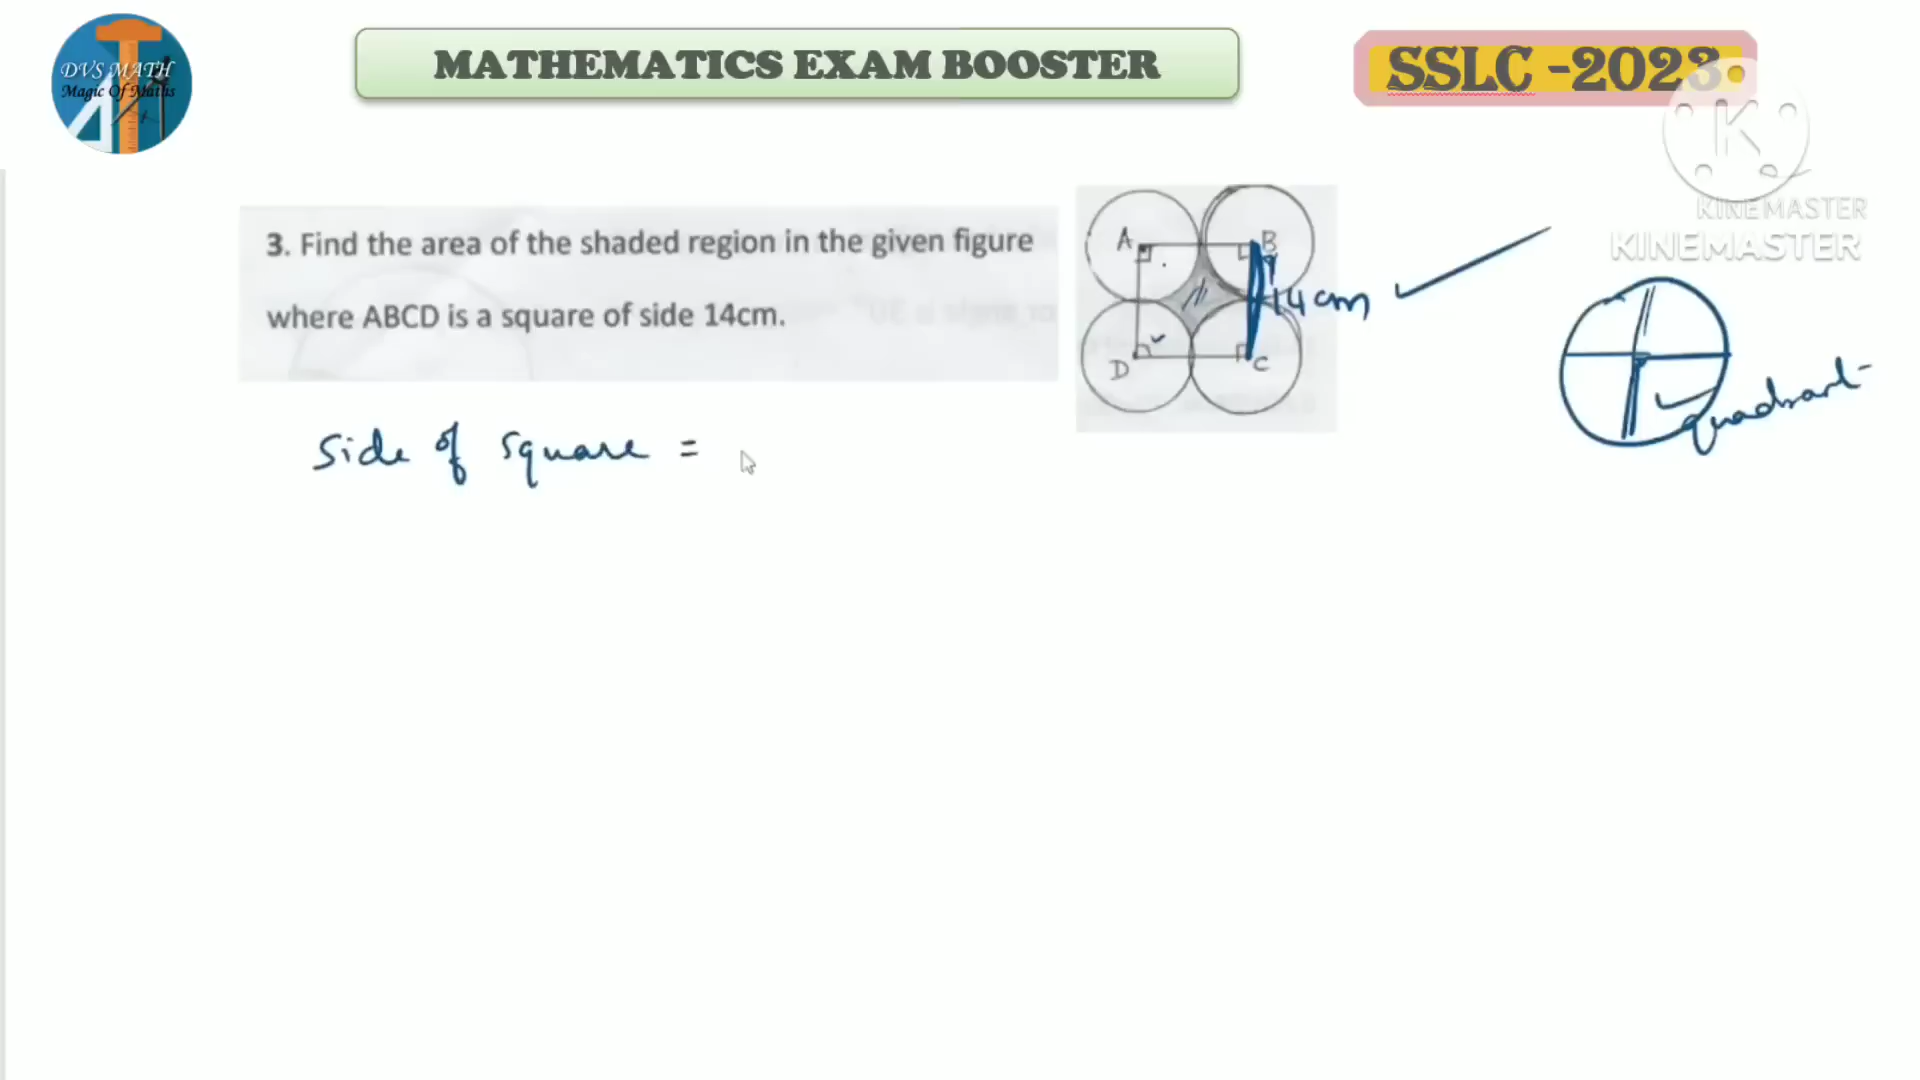 DVS MATH
Magic Of Maths
MATHEMATICS EXAM BOOSTER
SSLC -2023
KINEMASTER
KINEMASTER
3. Find the area of the shaded region in the given figure
where ABCD is a square of side 14cm.
A
B
14 cm
D
C
quadrant
Side of square =